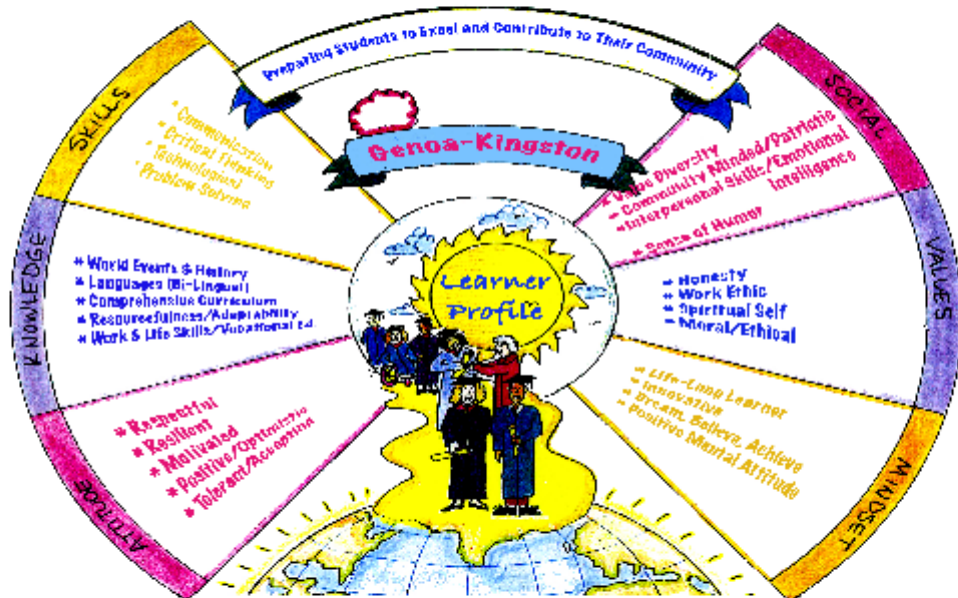 Preparing Students to Excel and Contribute to Their Community
Genoa-Kingston
Learner
Profile
SKILLS
* Communication
* Critical Thinking
* Technological
* Problem Solving
KNOWLEDGE
* World Events & History
* Languages (Bi-Lingual)
* Comprehensive Curriculum
* Resourcefulness/Adaptability
* Work & Life Skills/Vocational Ed.
ATTITUDE
* Respectful
* Resilient
* Motivated
* Positive/Optimistic
* Tolerant/Accepting
SOCIAL
* Value Diversity
* Community Minded/Patriotic
* Interpersonal Skills/Emotional
Intelligence
* Sense of Humor
VALUES
* Honesty
* Work Ethic
* Spiritual Self
* Moral/Ethical
MINDSET
* Life-Long Learner
* Innovative
* Dream, Believe, Achieve
* Positive Mental Attitude